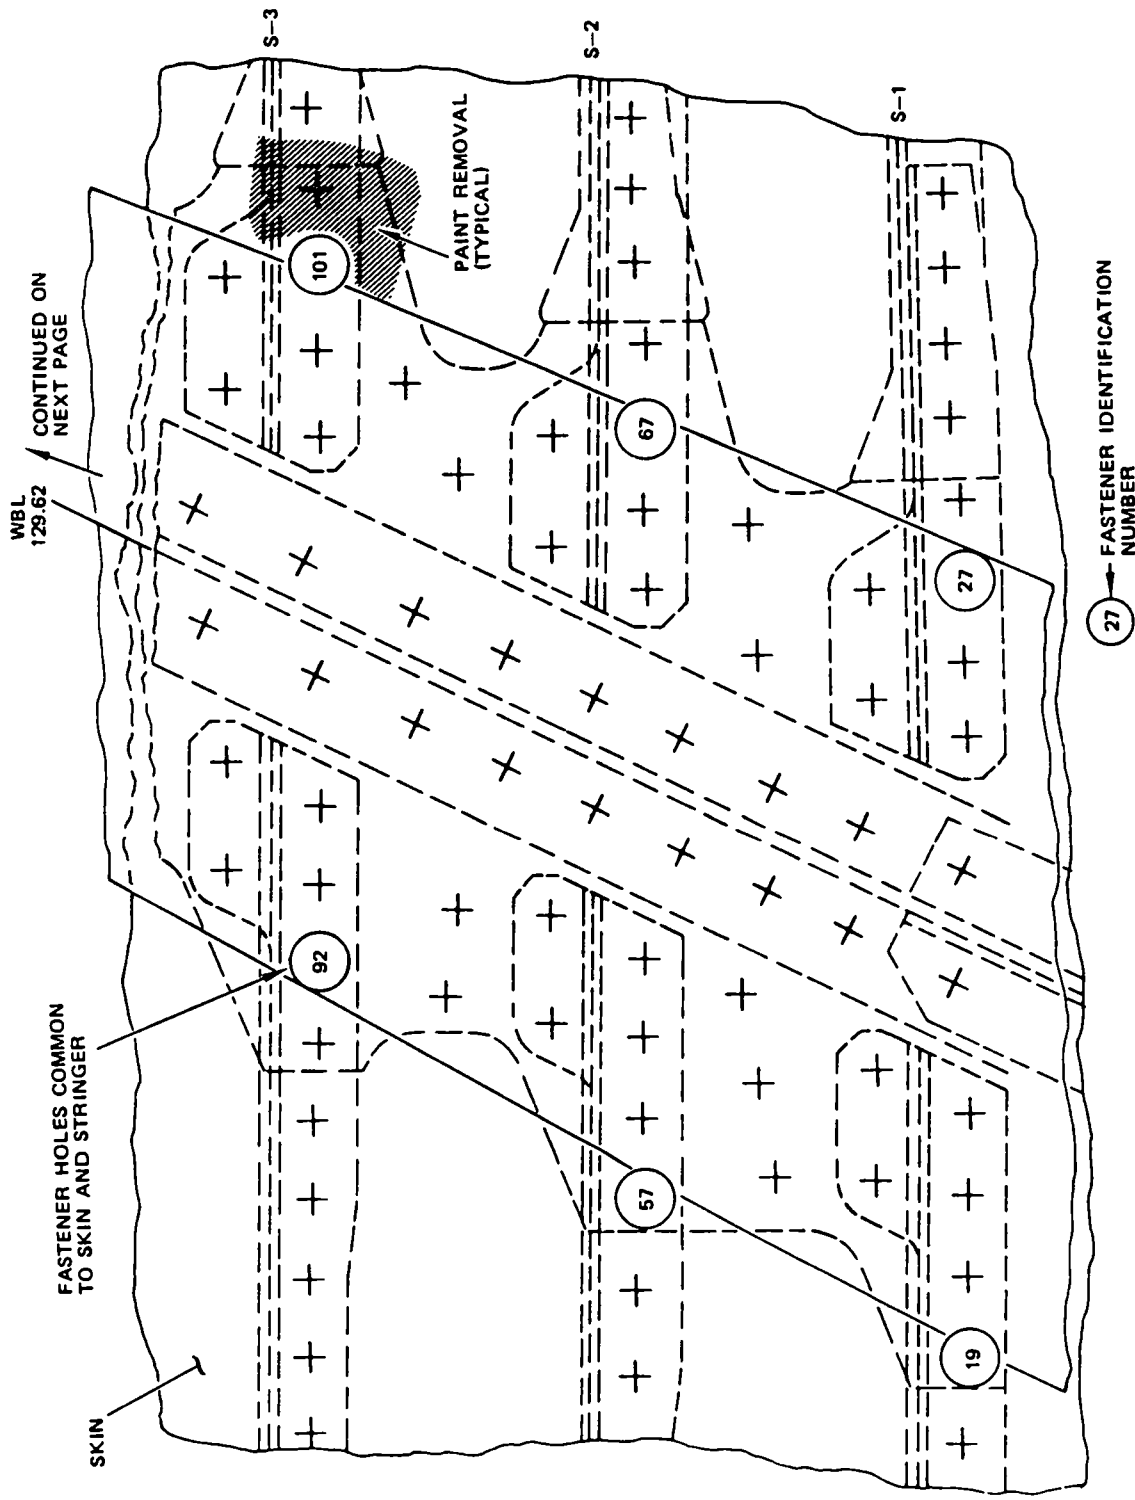 WBL
129.62
CONTINUED ON
NEXT PAGE
S-3
S-2
S-1
PAINT REMOVAL
(TYPICAL)
101
67
27
FASTENER HOLES COMMON
TO SKIN AND STRINGER
92
57
19
SKIN
27
FASTENER IDENTIFICATION
NUMBER